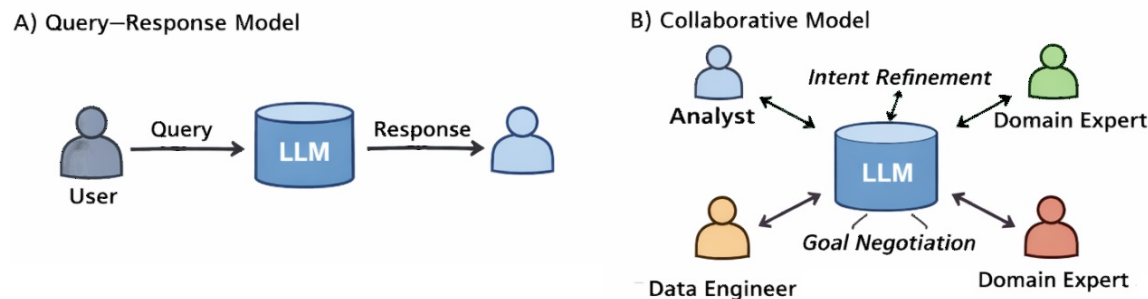 A) Query–Response Model
Query
LLM
Response
User
B) Collaborative Model
Intent Refinement
Analyst
Domain Expert
LLM
Goal Negotiation
Data Engineer
Domain Expert